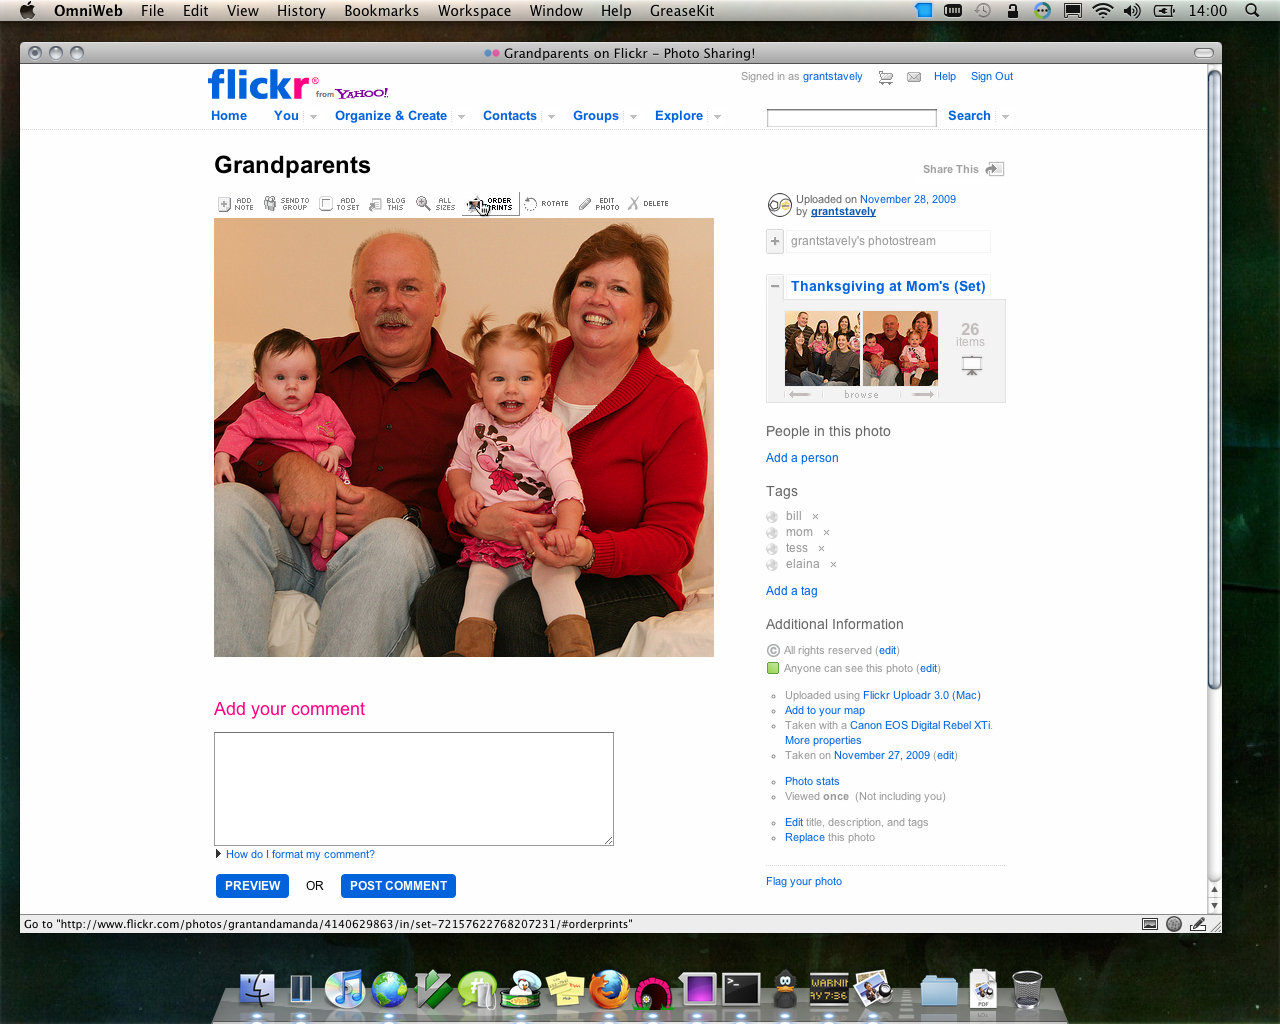 OmniWeb File Edit View History Bookmarks Workspace Window Help GreaseKit 14:00
Grandparents on Flickr – Photo Sharing!
flickr® from YAHOO!
Signed in as grantstavely Help Sign Out
Home You Organize & Create Contacts Groups Explore Search
Grandparents
Share This
ADD NOTE SEND TO GROUP ADD TO SET BLOG THIS ALL SIZES ORDER PRINTS ROTATE EDIT PHOTO DELETE
Uploaded on November 28, 2009
by grantstavely
grantstavely's photostream
Thanksgiving at Mom's (Set)
26
items
browse
People in this photo
Add a person
Tags
bill x
mom x
tess x
elaina x
Add a tag
Additional Information
© All rights reserved (edit)
Anyone can see this photo (edit)
Uploaded using Flickr Uploadr 3.0 (Mac)
Add to your map
Taken with a Canon EOS Digital Rebel XTi.
More properties
Taken on November 27, 2009 (edit)
Photo stats
Viewed once (Not including you)
Edit title, description, and tags
Replace this photo
Flag your photo
Add your comment
How do I format my comment?
PREVIEW OR POST COMMENT
Go to "http://www.flickr.com/photos/grantandamanda/4140629863/in/set-72157622768207231/#orderprints"
WARNIN
AY 7:36
PDF